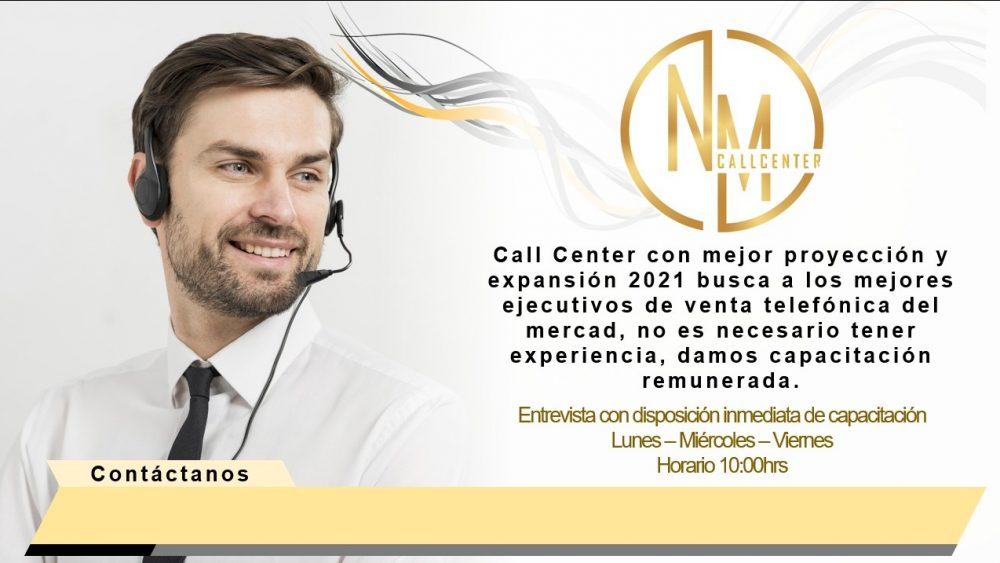 NM
CALLCENTER
Call Center con mejor proyección y
expansión 2021 busca a los mejores
ejecutivos de venta telefónica del
mercad, no es necesario tener
experiencia, damos capacitación
remunerada.
Entrevista con disposición inmediata de capacitación
Lunes – Miércoles – Viernes
Horario 10:00hrs
Contáctanos